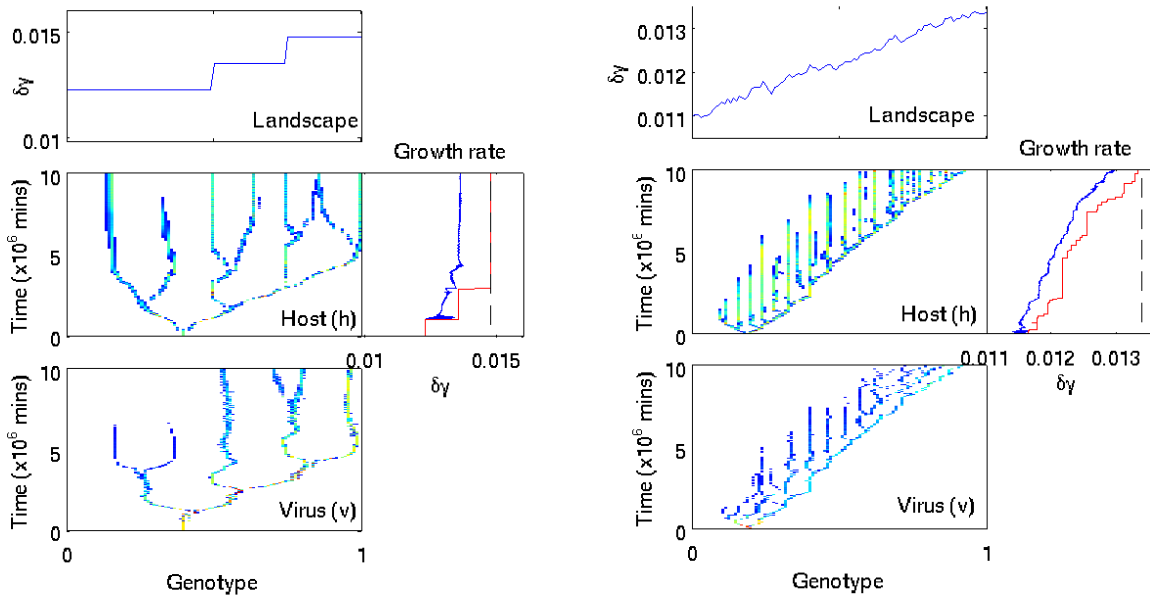 0.015
δγ
0.01
Landscape
Growth rate
10
5
0
Time (x10⁶ mins)
Host (h)
0.01
0.015
δγ
10
5
0
Time (x10⁶ mins)
Virus (v)
0
1
Genotype
0.013
0.012
0.011
δγ
Landscape
Growth rate
10
5
0
Time (x10⁶ mins)
Host (h)
0.011
0.012
0.013
δγ
10
5
0
Time (x10⁶ mins)
Virus (v)
0
1
Genotype